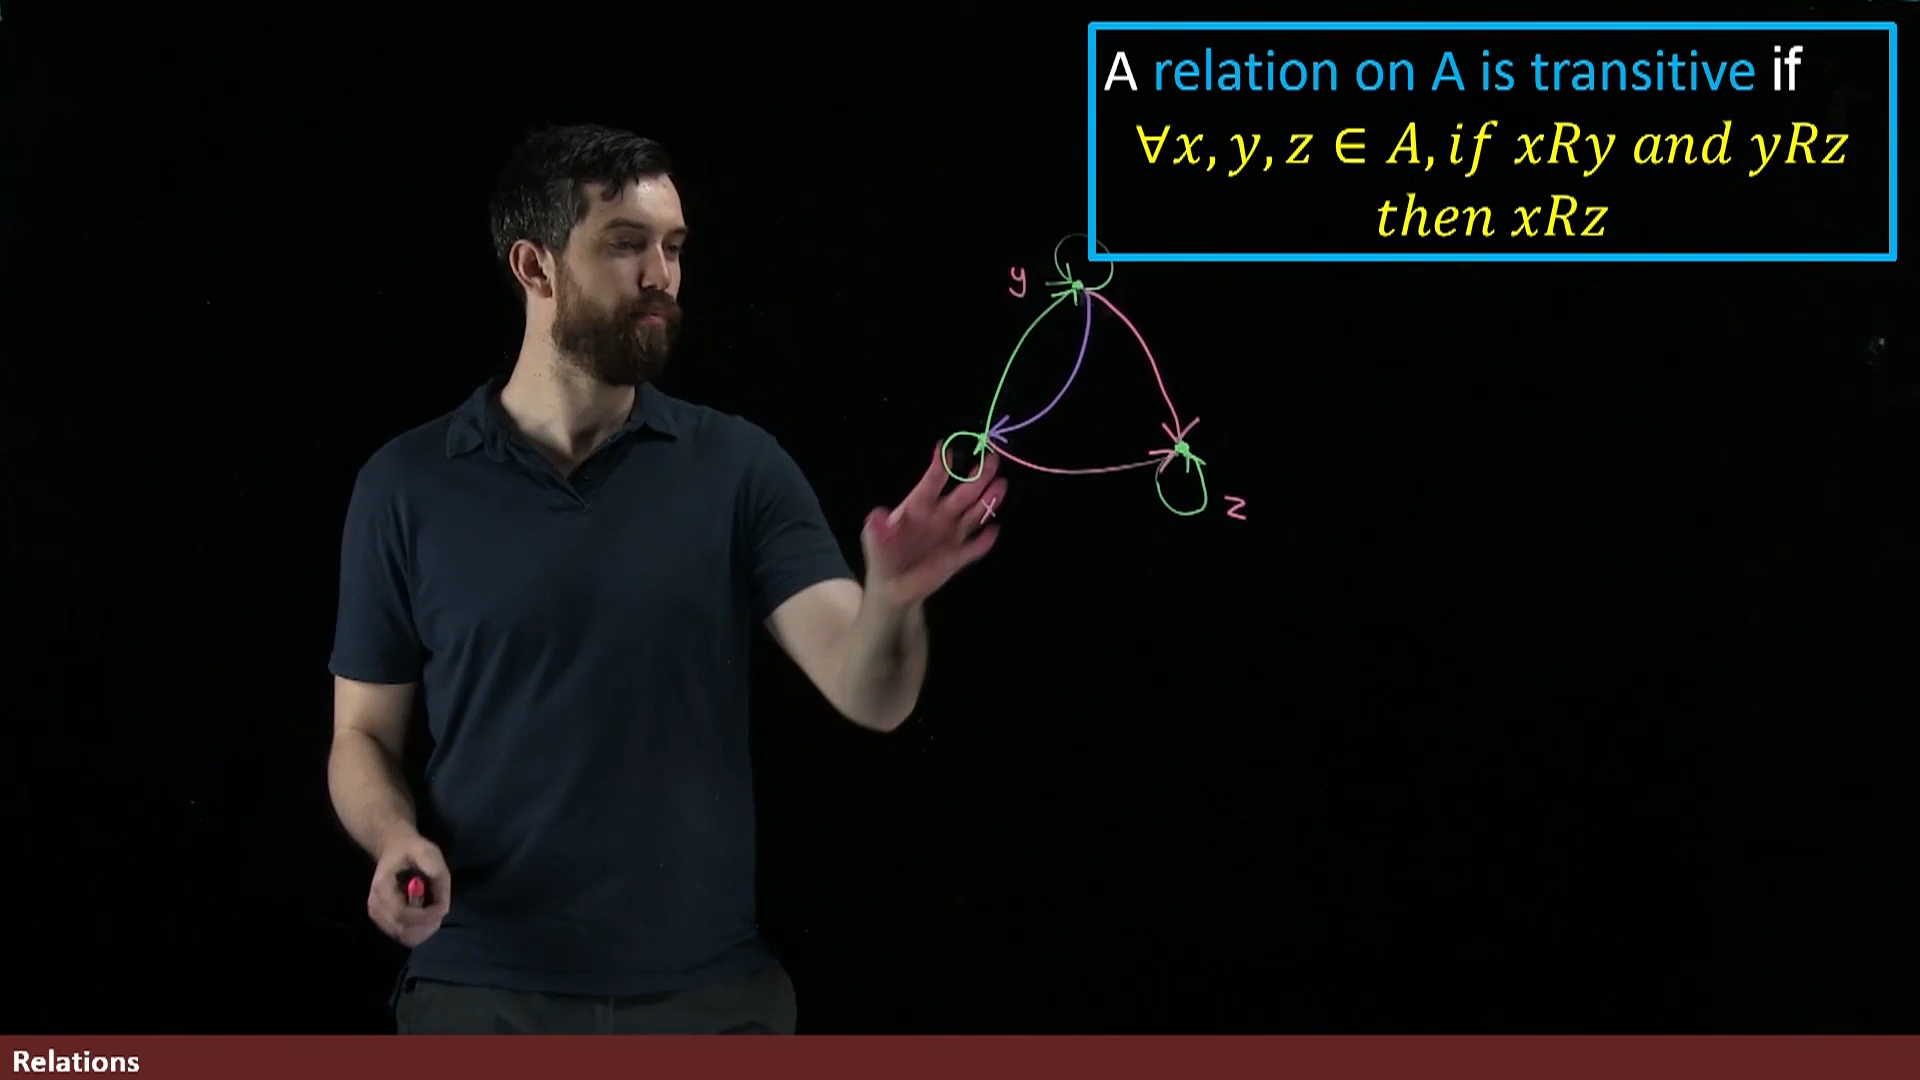 A relation on A is transitive if
∀x, y, z ∈ A, if xRy and yRz
then xRz
y
x
z
Relations